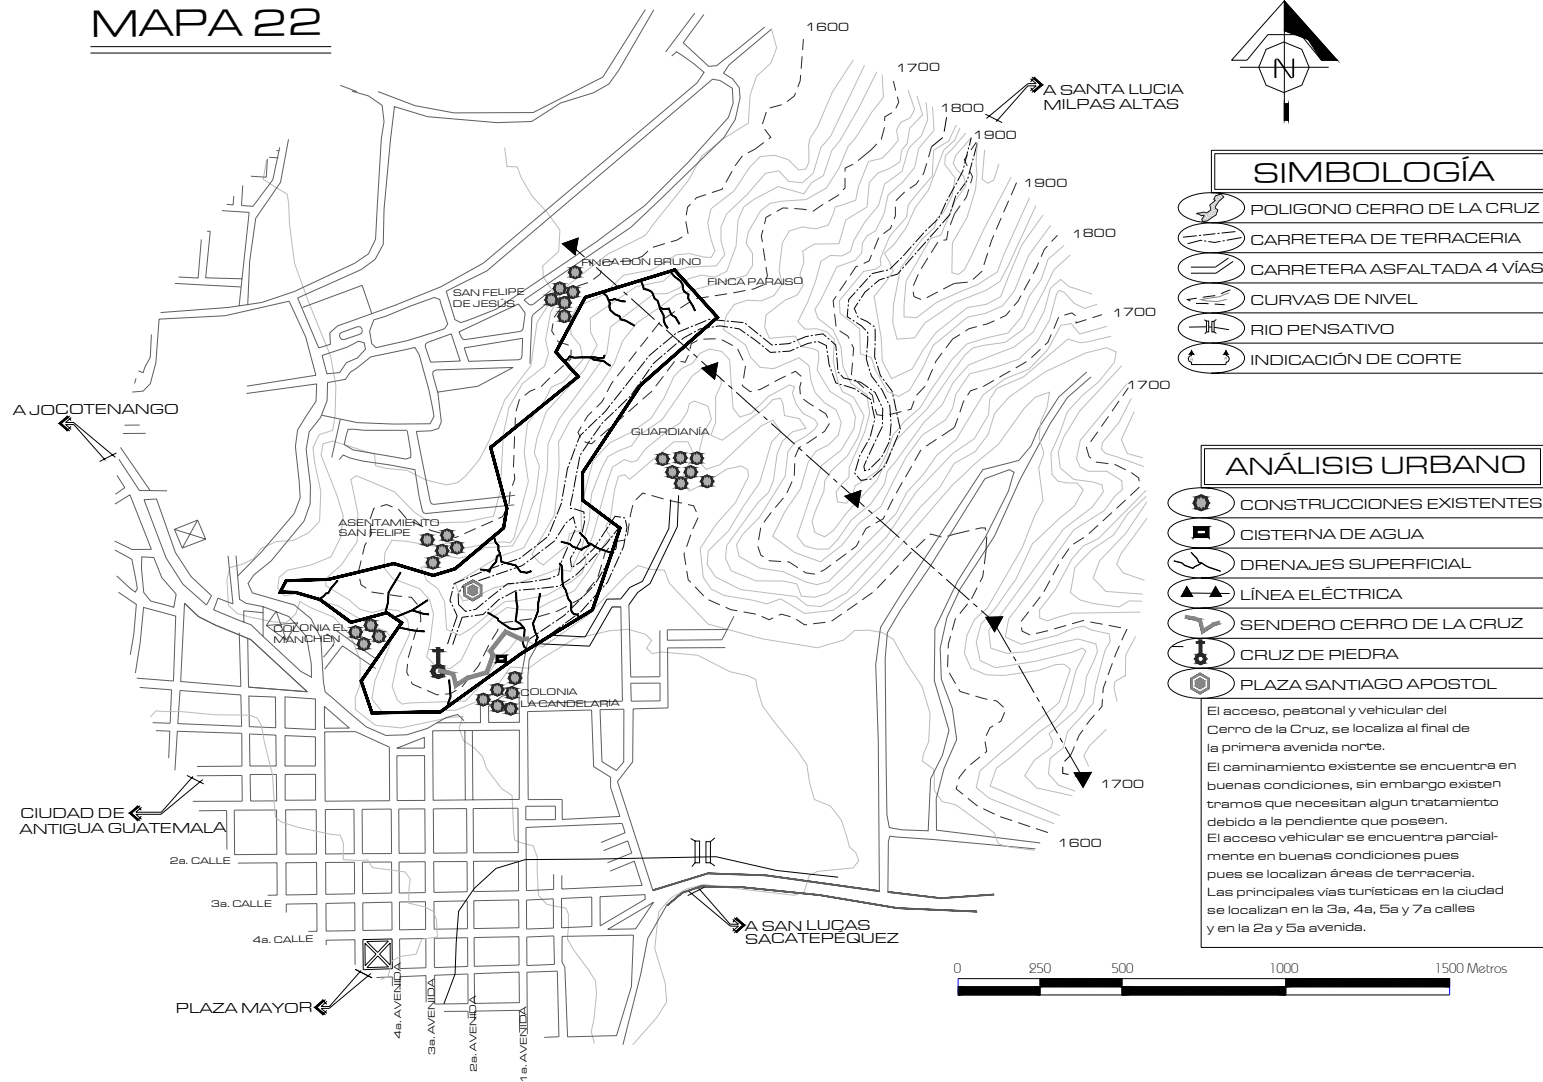 MAPA 22
1600
1700
1800
1900
A SANTA LUCIA
MILPAS ALTAS
1900
1800
1700
1700
1700
1600
N
FINCA DON BRUNO
SAN FELIPE
DE JESÚS
FINCA PARAISO
GUARDIANÍA
A JOCOTENANGO
ASENTAMIENTO
SAN FELIPE
COLONIA EL
MANCHÉN
COLONIA
LA CANDELARIA
CIUDAD DE
ANTIGUA GUATEMALA
2a. CALLE
3a. CALLE
4a. CALLE
PLAZA MAYOR
4a. AVENIDA
3a. AVENIDA
2a. AVENIDA
1a. AVENIDA
A SAN LUCAS
SACATEPÉQUEZ
SIMBOLOGÍA
POLIGONO CERRO DE LA CRUZ
CARRETERA DE TERRACERIA
CARRETERA ASFALTADA 4 VÍAS
CURVAS DE NIVEL
RIO PENSATIVO
INDICACIÓN DE CORTE
ANÁLISIS URBANO
CONSTRUCCIONES EXISTENTES
CISTERNA DE AGUA
DRENAJES SUPERFICIAL
LÍNEA ELÉCTRICA
SENDERO CERRO DE LA CRUZ
CRUZ DE PIEDRA
PLAZA SANTIAGO APOSTOL
El acceso, peatonal y vehicular del
Cerro de la Cruz, se localiza al final de
la primera avenida norte.
El caminamiento existente se encuentra en
buenas condiciones, sin embargo existen
tramos que necesitan algun tratamiento
debido a la pendiente que poseen.
El acceso vehicular se encuentra parcial-
mente en buenas condiciones pues
pues se localizan áreas de terraceria.
Las principales vías turísticas en la ciudad
se localizan en la 3a, 4a, 5a y 7a calles
y en la 2a y 5a avenida.
0 250 500 1000 1500 Metros